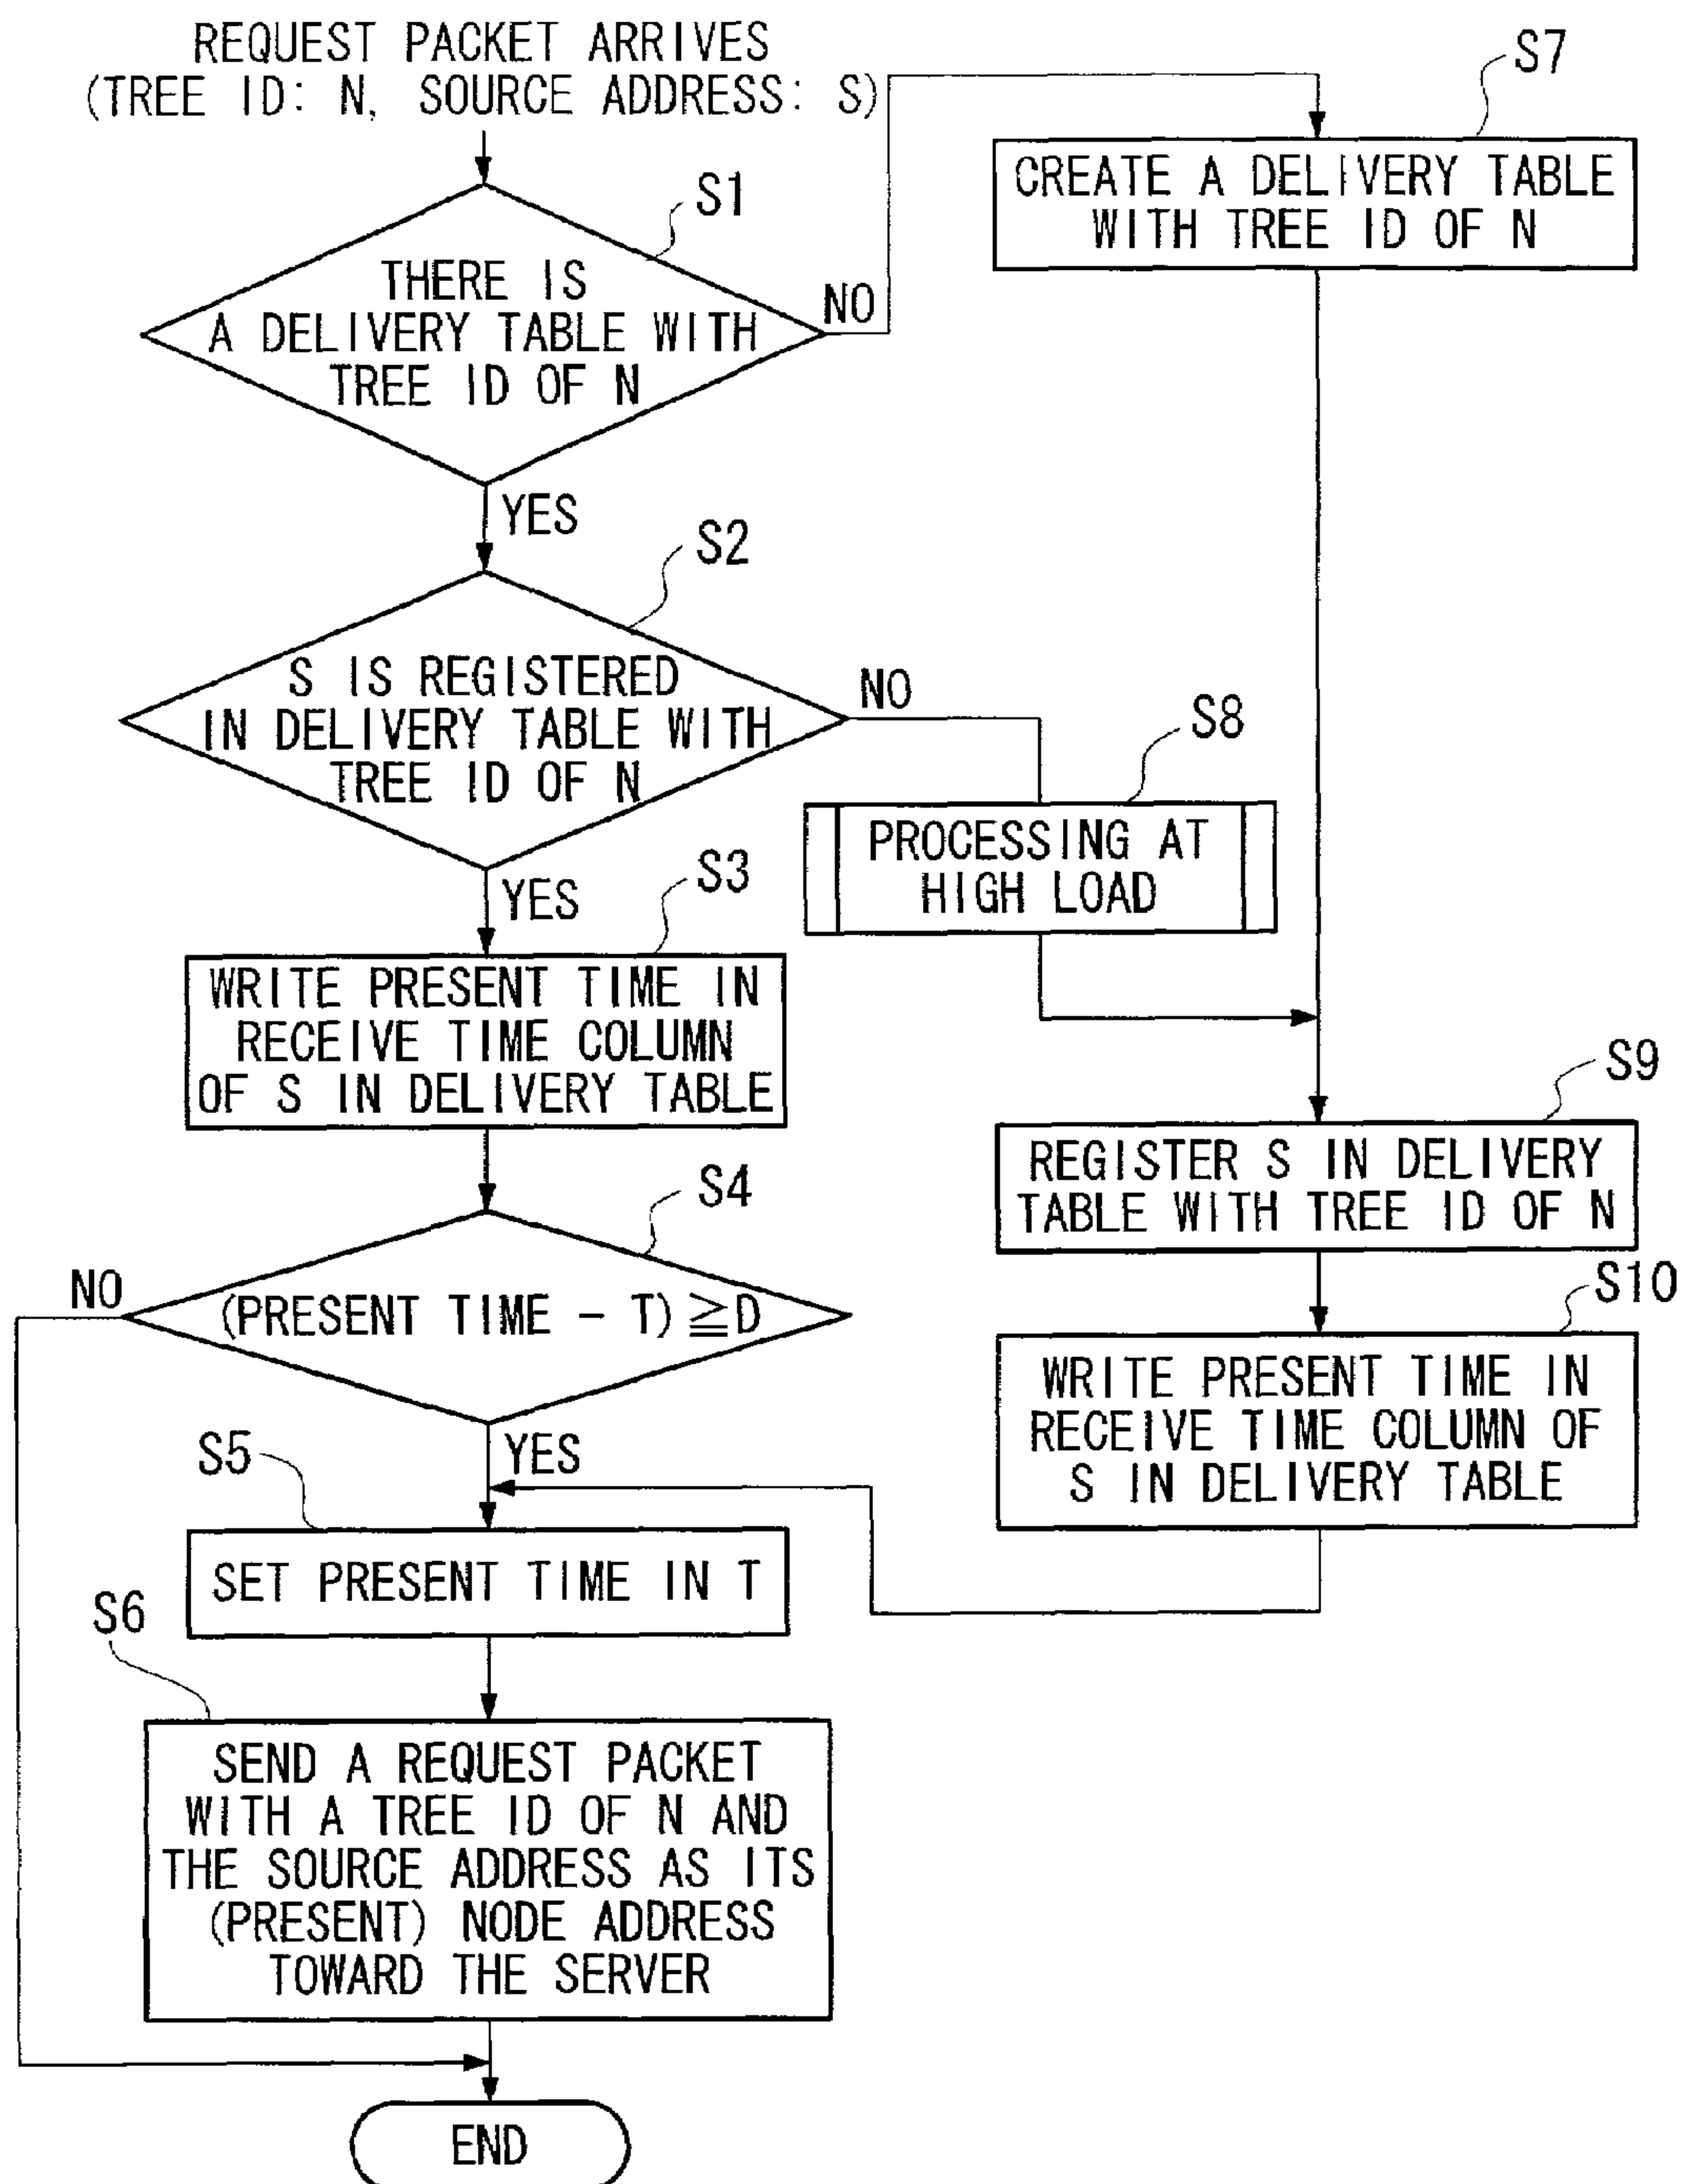 REQUEST PACKET ARRIVES
(TREE ID: N, SOURCE ADDRESS: S)
S1
THERE IS
A DELIVERY TABLE WITH
TREE ID OF N
NO
YES
S7
CREATE A DELIVERY TABLE
WITH TREE ID OF N
S2
S IS REGISTERED
IN DELIVERY TABLE WITH
TREE ID OF N
NO
YES
S8
PROCESSING AT
HIGH LOAD
S3
WRITE PRESENT TIME IN
RECEIVE TIME COLUMN
OF S IN DELIVERY TABLE
S9
REGISTER S IN DELIVERY
TABLE WITH TREE ID OF N
S4
(PRESENT TIME - T) ≧ D
NO
YES
S10
WRITE PRESENT TIME IN
RECEIVE TIME COLUMN OF
S IN DELIVERY TABLE
S5
SET PRESENT TIME IN T
S6
SEND A REQUEST PACKET
WITH A TREE ID OF N AND
THE SOURCE ADDRESS AS ITS
(PRESENT) NODE ADDRESS
TOWARD THE SERVER
END